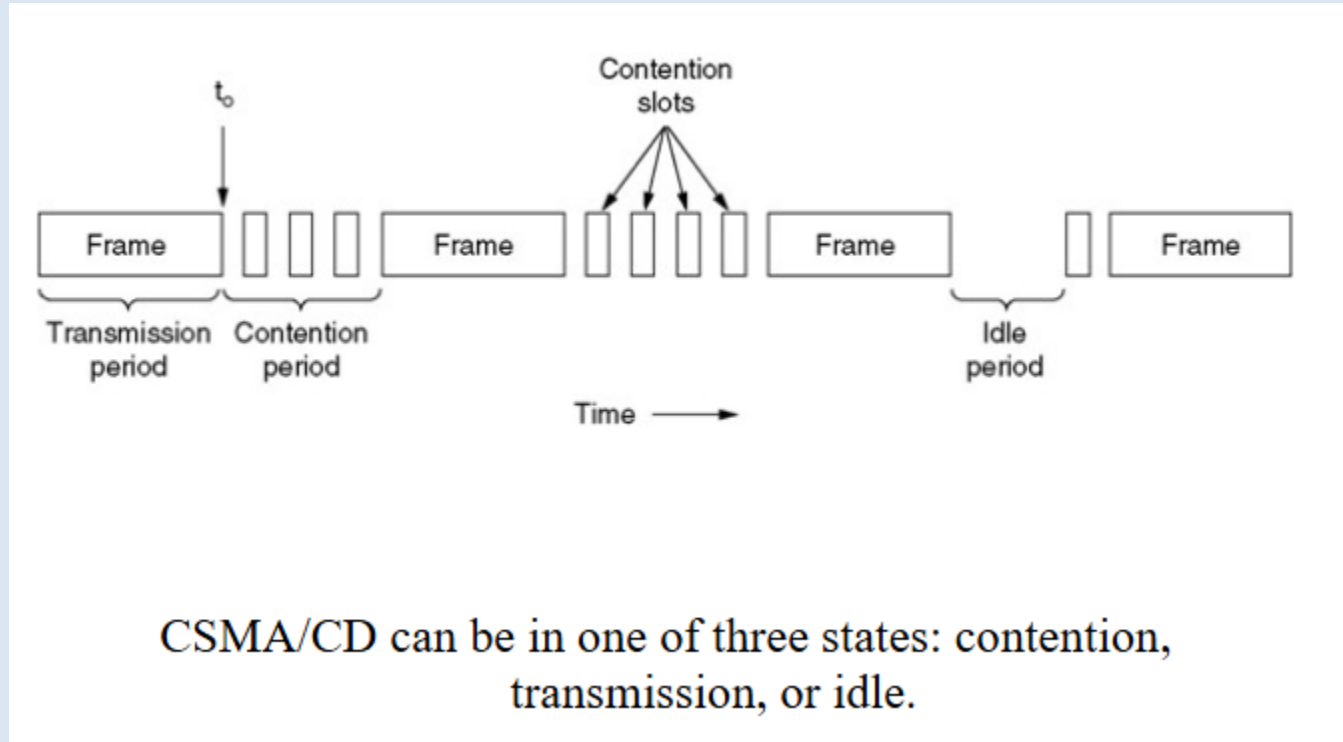 t₀
Contention
slots
Frame
Frame
Frame
Frame
Transmission
period
Contention
period
Idle
period
Time
CSMA/CD can be in one of three states: contention,
transmission, or idle.